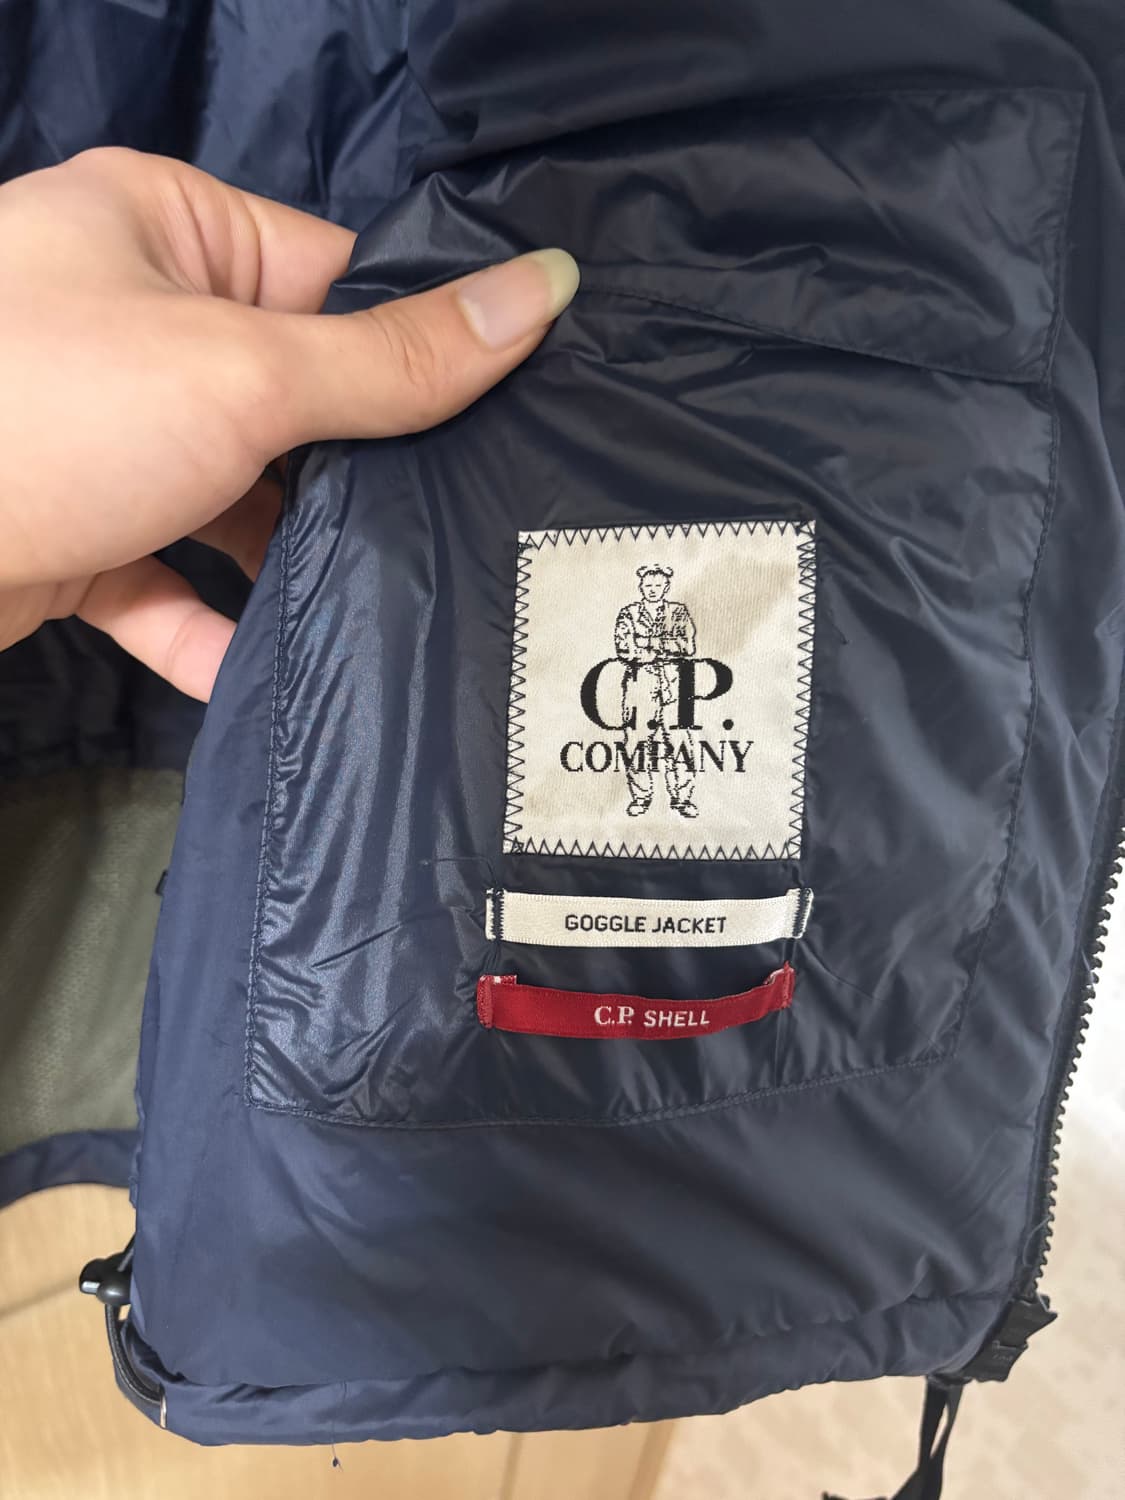 C.P.
COMPANY
GOGGLE JACKET
C.P. SHELL